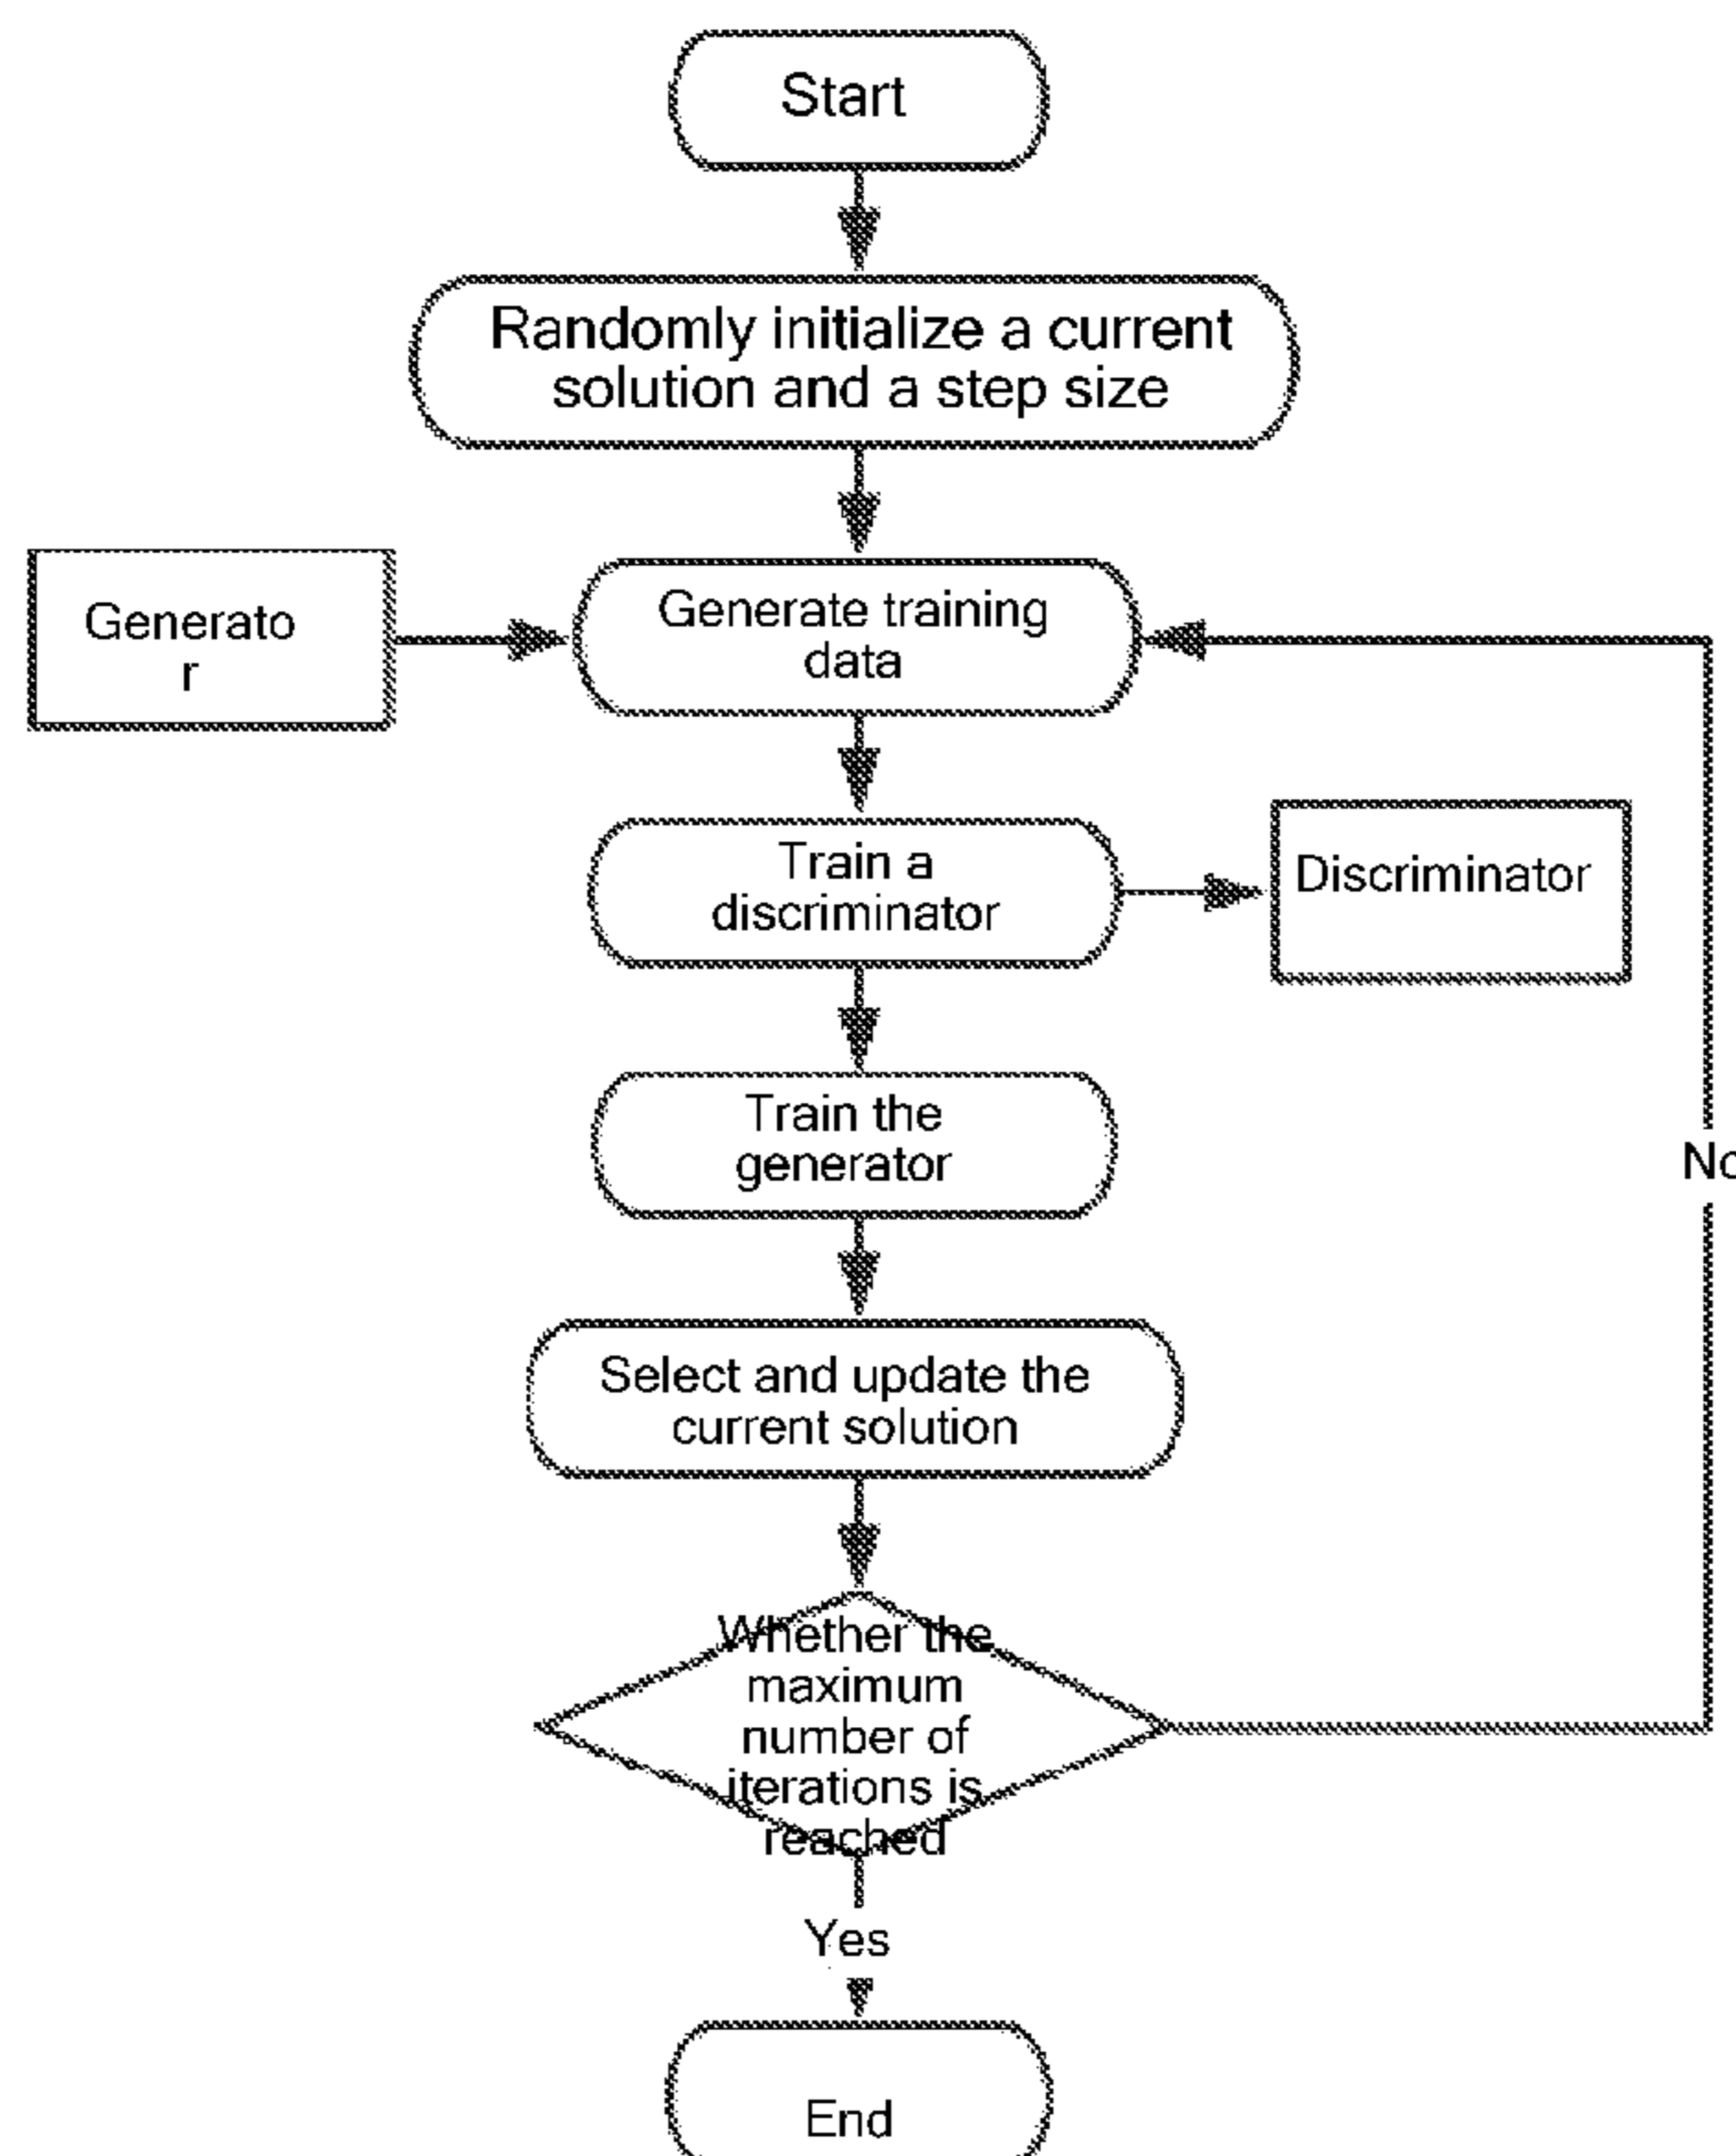 Start
Randomly initialize a current
solution and a step size
Generato
r
Generate training
data
Train a
discriminator
Discriminator
Train the
generator
No
Select and update the
current solution
Whether the
maximum
number of
iterations is
reached
Yes
End